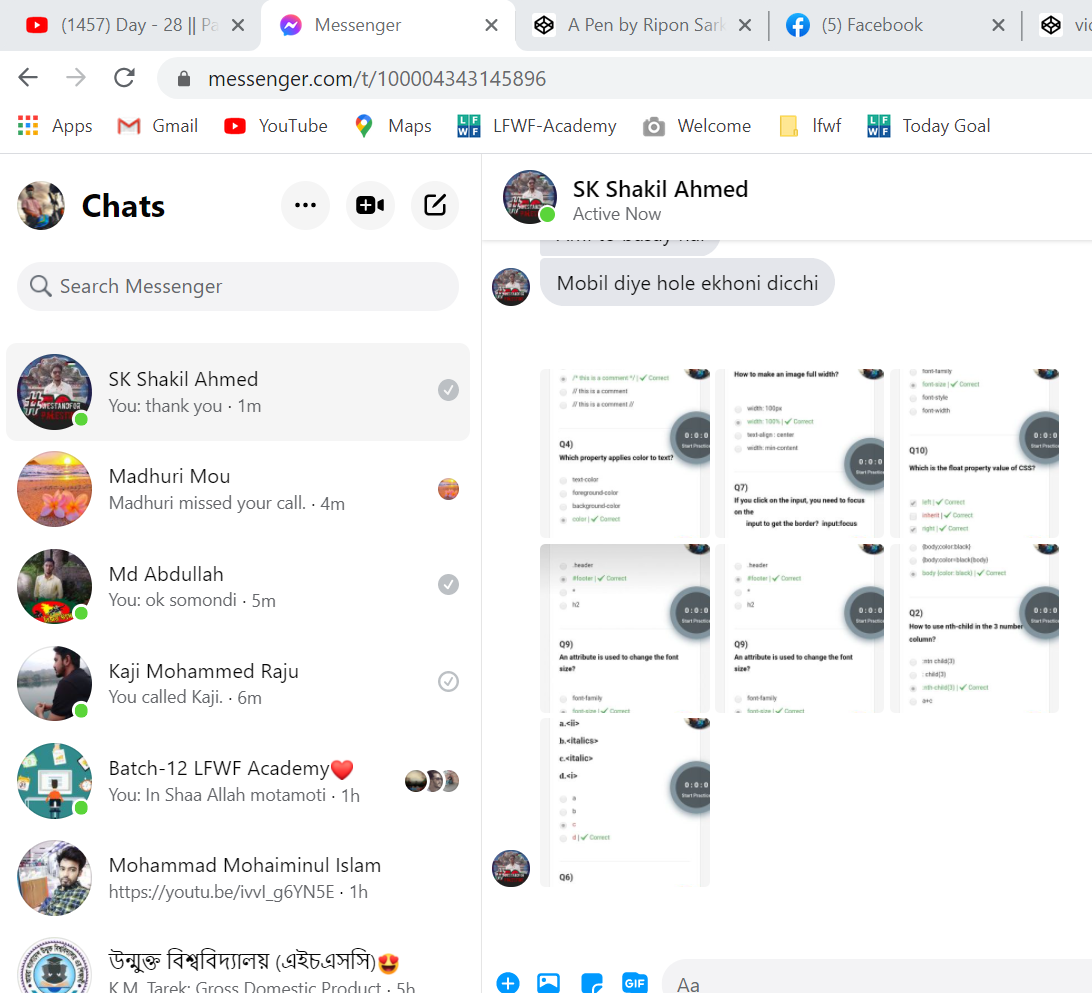 (1457) Day - 28 || Pa
Messenger
A Pen by Ripon Sark
(5) Facebook
vic
messenger.com/t/100004343145896
Apps
Gmail
YouTube
Maps
LFWF-Academy
Welcome
lfwf
Today Goal
Chats
Search Messenger
SK Shakil Ahmed
You: thank you · 1m
Madhuri Mou
Madhuri missed your call. · 4m
Md Abdullah
You: ok somondi · 5m
Kaji Mohammed Raju
You called Kaji. · 6m
Batch-12 LFWF Academy❤️
You: In Shaa Allah motamoti · 1h
Mohammad Mohaiminul Islam
https://youtu.be/ivvI_g6YN5E · 1h
উন্মুক্ত বিশ্ববিদ্যালয় (এইচএসসি)😍
K.M. Tarek: Gross Domestic Product · 5h
SK Shakil Ahmed
Active Now
Mobil diye hole ekhoni dicchi
/* this is a comment */ | ✔ Correct
// this is a comment
// this is a comment //
0:0:0
Start Practice
Q4)
Which property applies color to text?
text-color
foreground-color
background-color
color | ✔ Correct
How to make an image full width?
width: 100px
width: 100% | ✔ Correct
text-align : center
width: min-content
0:0:0
Start Practice
Q7)
If you click on the input, you need to focus
on the
input to get the border? input:focus
font-family
font-size | ✔ Correct
font-style
font-width
0:0:0
Start Practice
Q10)
Which is the float property value of CSS?
left | ✔ Correct
inherit | ✔ Correct
right | ✔ Correct
.header
#footer | ✔ Correct
*
h2
0:0:0
Start Practice
Q9)
An attribute is used to change the font
size?
font-family
font-size | ✔ Correct
.header
#footer | ✔ Correct
*
h2
0:0:0
Start Practice
Q9)
An attribute is used to change the font
size?
font-family
font-size | ✔ Correct
{body;color:black}
{body:color=black(body)
body {color: black} | ✔ Correct
0:0:0
Start Practice
Q2)
How to use nth-child in the 3 number
column?
:ntn child(3)
: child(3)
:nth-child(3) | ✔ Correct
p+c
a.<ii>
b.<italics>
c.<italic>
d.<i>
a
b
c
d | ✔ Correct
0:0:0
Start Practice
Q6)
GIF
Aa